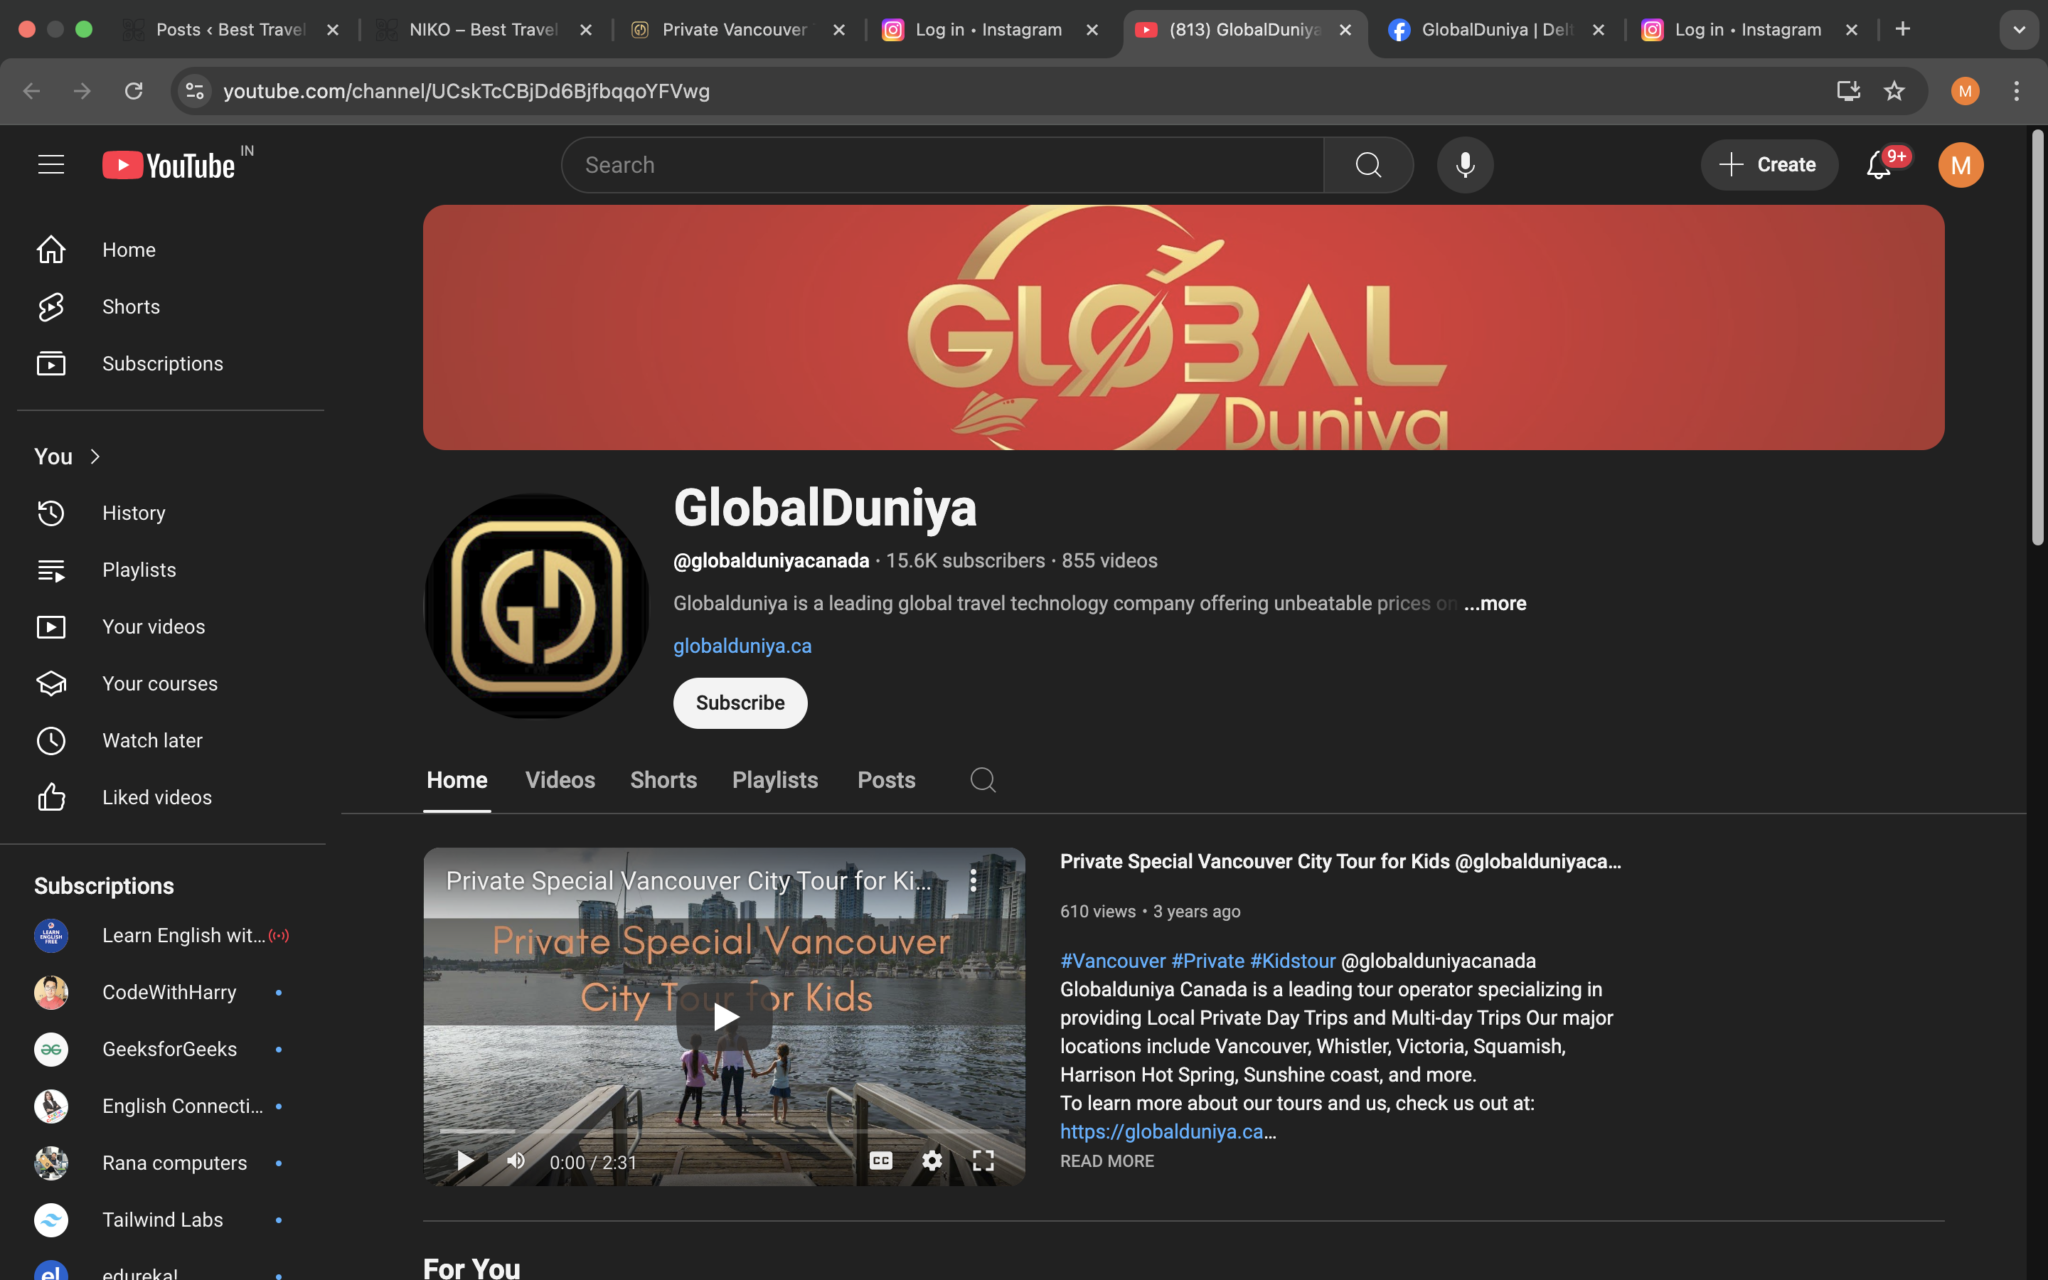 Posts ‹ Best Travel
NIKO – Best Travel
Private Vancouver
Log in • Instagram
(813) GlobalDuniya
GlobalDuniya | Delt
Log in • Instagram
youtube.com/channel/UCskTcCBjDd6BjfbqqoYFVwg
M
YouTube IN
Search
Create
9+
M
Home
Shorts
Subscriptions
You
History
Playlists
Your videos
Your courses
Watch later
Liked videos
Subscriptions
Learn English wit...
CodeWithHarry
GeeksforGeeks
English Connecti...
Rana computers
Tailwind Labs
edureka!
GLOBAL
Duniya
GD
GlobalDuniya
@globalduniyacanada · 15.6K subscribers · 855 videos
Globalduniya is a leading global travel technology company offering unbeatable prices on ...more
globalduniya.ca
Subscribe
Home
Videos
Shorts
Playlists
Posts
Private Special Vancouver City Tour for Ki...
Private Special Vancouver
City Tour for Kids
0:00 / 2:31
CC
Private Special Vancouver City Tour for Kids @globalduniyaca...
610 views • 3 years ago
#Vancouver #Private #Kidstour @globalduniyacanada
Globalduniya Canada is a leading tour operator specializing in
providing Local Private Day Trips and Multi-day Trips Our major
locations include Vancouver, Whistler, Victoria, Squamish,
Harrison Hot Spring, Sunshine coast, and more.
To learn more about our tours and us, check us out at:
https://globalduniya.ca...
READ MORE
For You